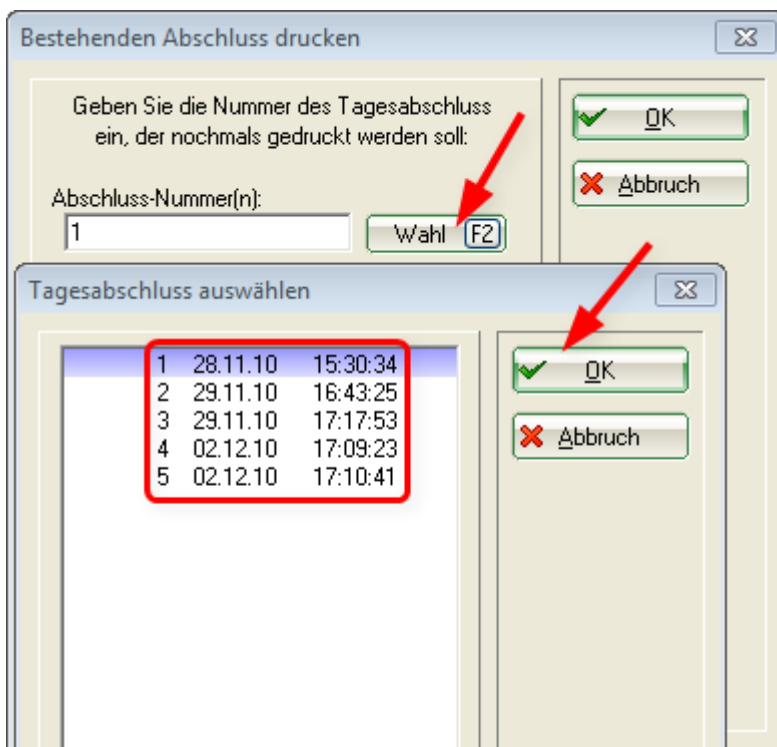 Bestehenden Abschluss drucken
Geben Sie die Nummer des Tagesabschluss
ein, der nochmals gedruckt werden soll:
Abschluss-Nummer(n):
1
Wahl F2
OK
Abbruch
Tagesabschluss auswählen
1 28.11.10 15:30:34
2 29.11.10 16:43:25
3 29.11.10 17:17:53
4 02.12.10 17:09:23
5 02.12.10 17:10:41
OK
Abbruch